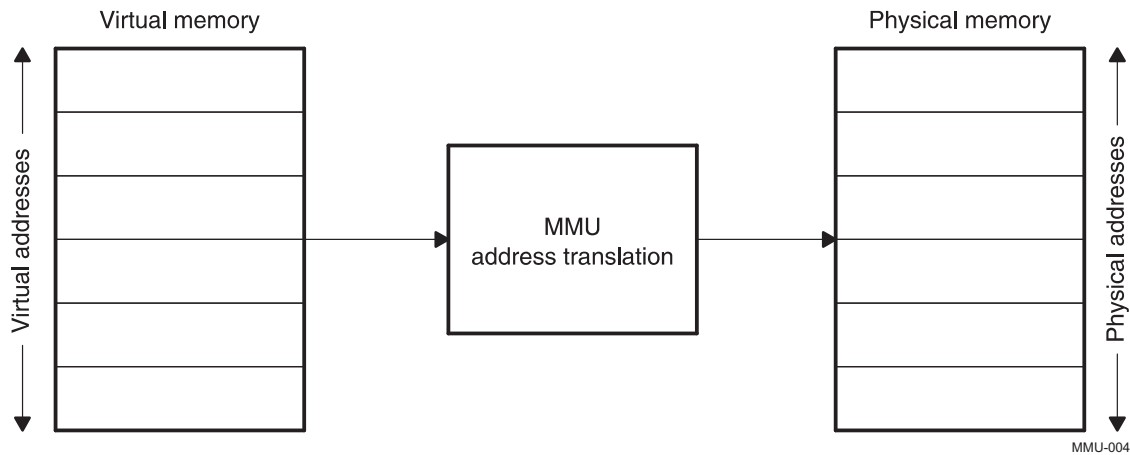 Virtual memory
Physical memory
Virtual addresses
MMU
address translation
Physical addresses
MMU-004